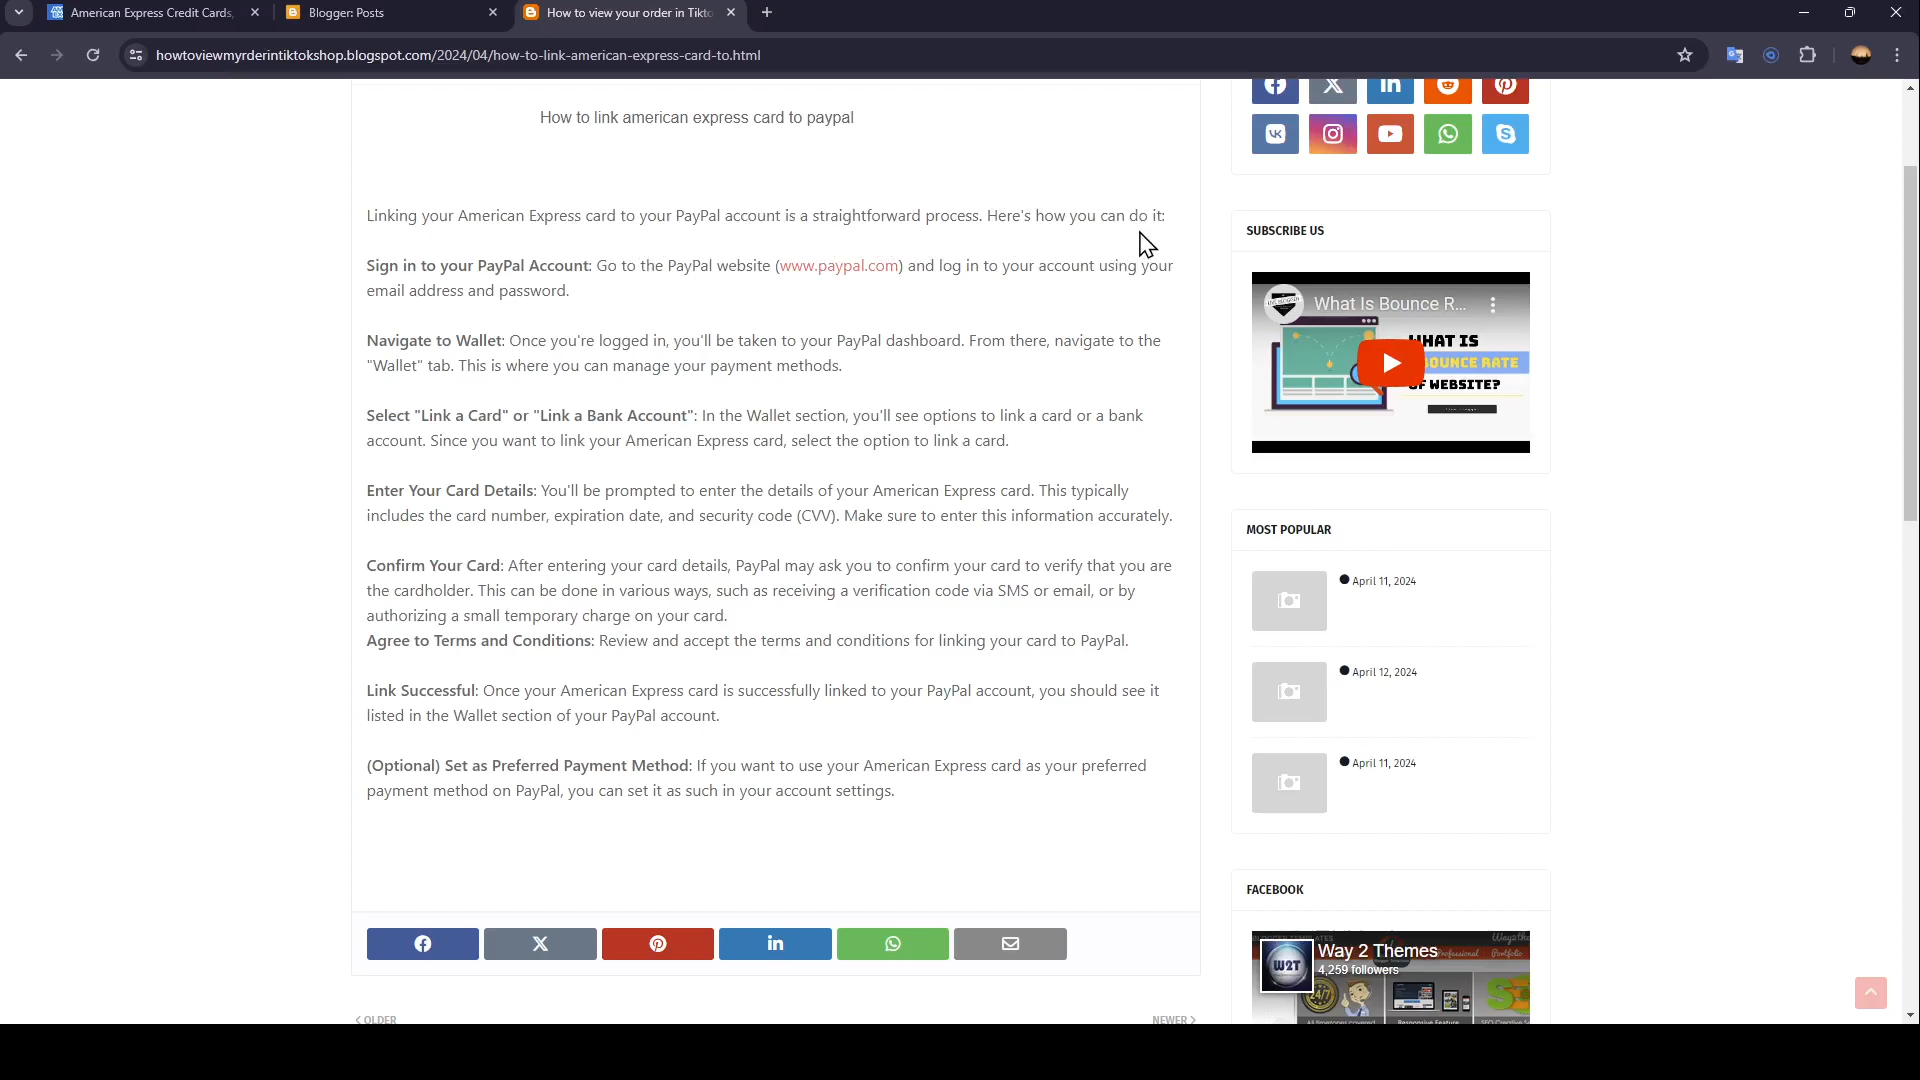 American Express Credit Cards,
Blogger: Posts
How to view your order in Tikto
howtoviewmyrderintiktokshop.blogspot.com/2024/04/how-to-link-american-express-card-to.html
How to link american express card to paypal
Linking your American Express card to your PayPal account is a straightforward process. Here's how you can do it:
Sign in to your PayPal Account: Go to the PayPal website (www.paypal.com) and log in to your account using your
email address and password.
Navigate to Wallet: Once you're logged in, you'll be taken to your PayPal dashboard. From there, navigate to the
"Wallet" tab. This is where you can manage your payment methods.
Select "Link a Card" or "Link a Bank Account": In the Wallet section, you'll see options to link a card or a bank
account. Since you want to link your American Express card, select the option to link a card.
Enter Your Card Details: You'll be prompted to enter the details of your American Express card. This typically
includes the card number, expiration date, and security code (CVV). Make sure to enter this information accurately.
Confirm Your Card: After entering your card details, PayPal may ask you to confirm your card to verify that you are
the cardholder. This can be done in various ways, such as receiving a verification code via SMS or email, or by
authorizing a small temporary charge on your card.
Agree to Terms and Conditions: Review and accept the terms and conditions for linking your card to PayPal.
Link Successful: Once your American Express card is successfully linked to your PayPal account, you should see it
listed in the Wallet section of your PayPal account.
(Optional) Set as Preferred Payment Method: If you want to use your American Express card as your preferred
payment method on PayPal, you can set it as such in your account settings.
OLDER
NEWER
SUBSCRIBE US
What Is Bounce R...
WHAT IS
BOUNCE RATE
OF WEBSITE?
MOST POPULAR
April 11, 2024
April 12, 2024
April 11, 2024
FACEBOOK
W2T
Way 2 Themes
4,259 followers
24/7
Responsive Feature